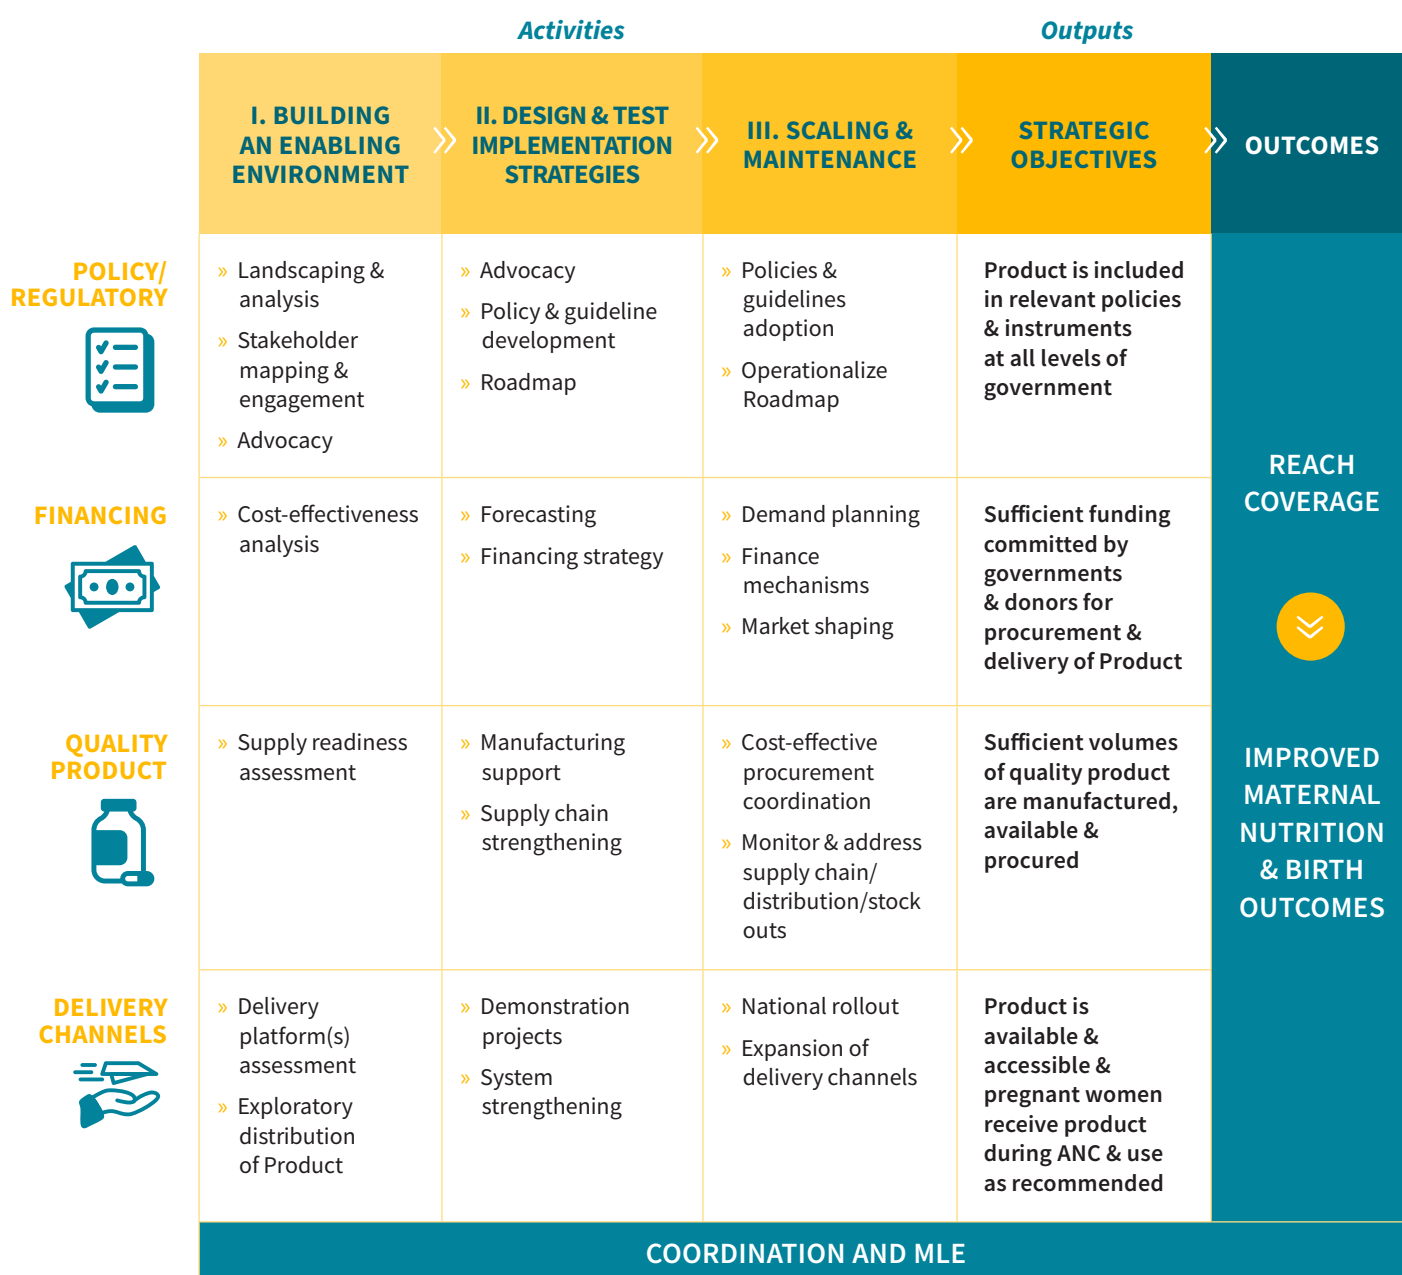 Activities
Outputs
I. BUILDING
AN ENABLING
ENVIRONMENT
II. DESIGN & TEST
IMPLEMENTATION
STRATEGIES
III. SCALING &
MAINTENANCE
STRATEGIC
OBJECTIVES
OUTCOMES
POLICY/
REGULATORY
» Landscaping &
analysis
» Stakeholder
mapping &
engagement
» Advocacy
» Advocacy
» Policy & guideline
development
» Roadmap
» Policies &
guidelines
adoption
» Operationalize
Roadmap
Product is included
in relevant policies
& instruments
at all levels of
government
FINANCING
» Cost-effectiveness
analysis
» Forecasting
» Financing strategy
» Demand planning
» Finance
mechanisms
» Market shaping
Sufficient funding
committed by
governments
& donors for
procurement &
delivery of Product
QUALITY
PRODUCT
» Supply readiness
assessment
» Manufacturing
support
» Supply chain
strengthening
» Cost-effective
procurement
coordination
» Monitor & address
supply chain/
distribution/stock
outs
Sufficient volumes
of quality product
are manufactured,
available &
procured
DELIVERY
CHANNELS
» Delivery
platform(s)
assessment
» Exploratory
distribution
of Product
» Demonstration
projects
» System
strengthening
» National rollout
» Expansion of
delivery channels
Product is
available &
accessible &
pregnant women
receive product
during ANC & use
as recommended
REACH
COVERAGE
IMPROVED
MATERNAL
NUTRITION
& BIRTH
OUTCOMES
COORDINATION AND MLE